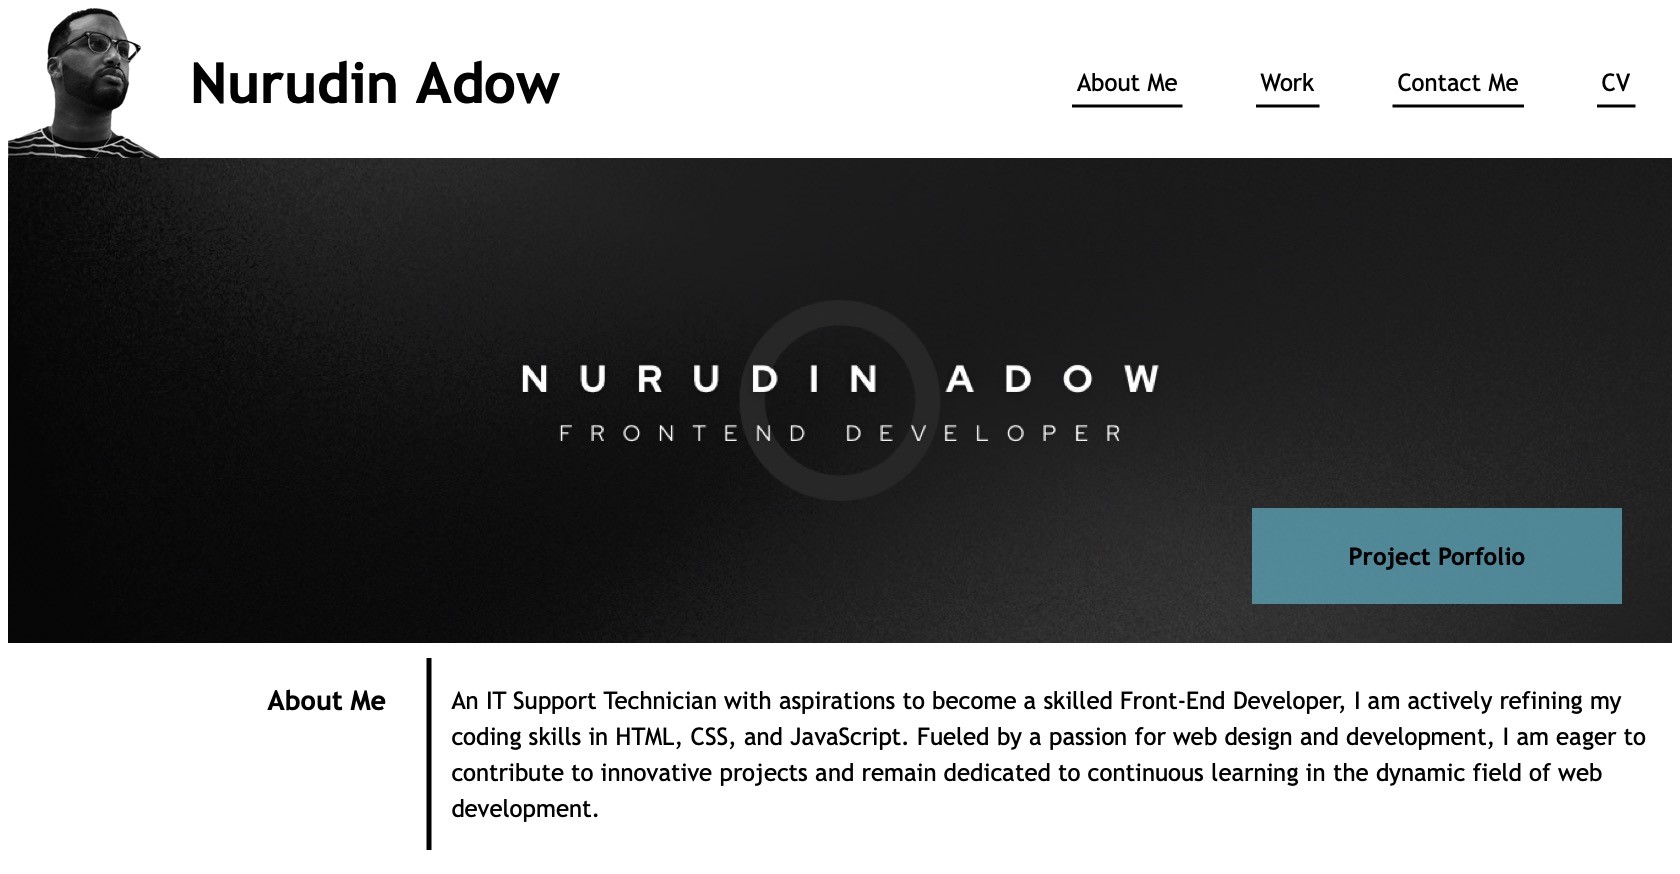 Nurudin Adow
About Me
Work
Contact Me
CV
NURUDIN ADOW
FRONTEND DEVELOPER
Project Porfolio
About Me
An IT Support Technician with aspirations to become a skilled Front-End Developer, I am actively refining my
coding skills in HTML, CSS, and JavaScript. Fueled by a passion for web design and development, I am eager to
contribute to innovative projects and remain dedicated to continuous learning in the dynamic field of web
development.